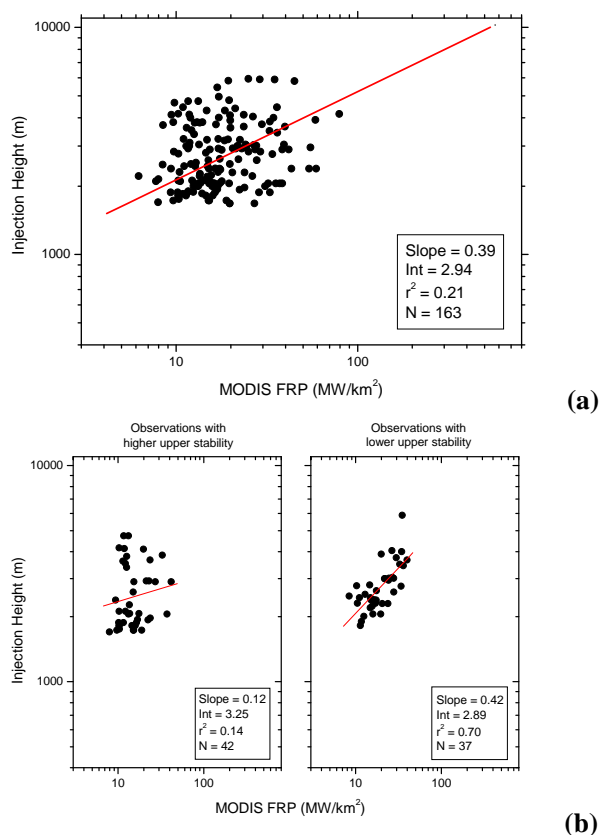 10000
1000
Injection Height (m)
Slope = 0.39
Int = 2.94
r² = 0.21
N = 163
10
100
MODIS FRP (MW/km²)
(a)
Observations with
higher upper stability
Observations with
lower upper stability
10000
1000
Injection Height (m)
Slope = 0.12
Int = 3.25
r² = 0.14
N = 42
Slope = 0.42
Int = 2.89
r² = 0.70
N = 37
10
100
10
100
MODIS FRP (MW/km²)
(b)